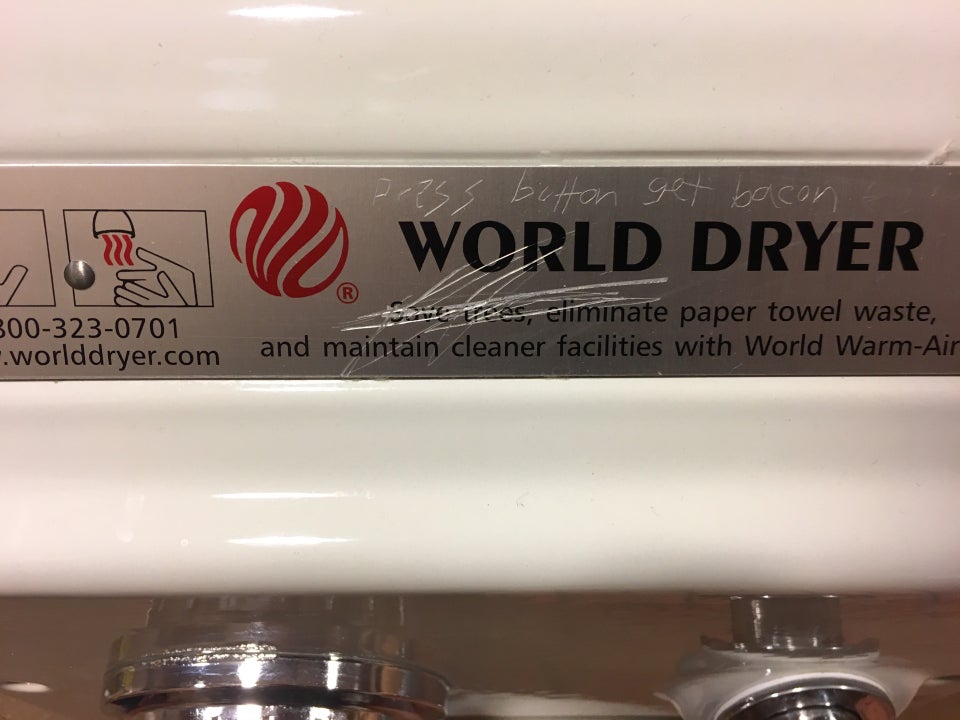 press button get bacon
WORLD DRYER
®
Save trees, eliminate paper towel waste,
and maintain cleaner facilities with World Warm-Air
800-323-0701
.worlddryer.com